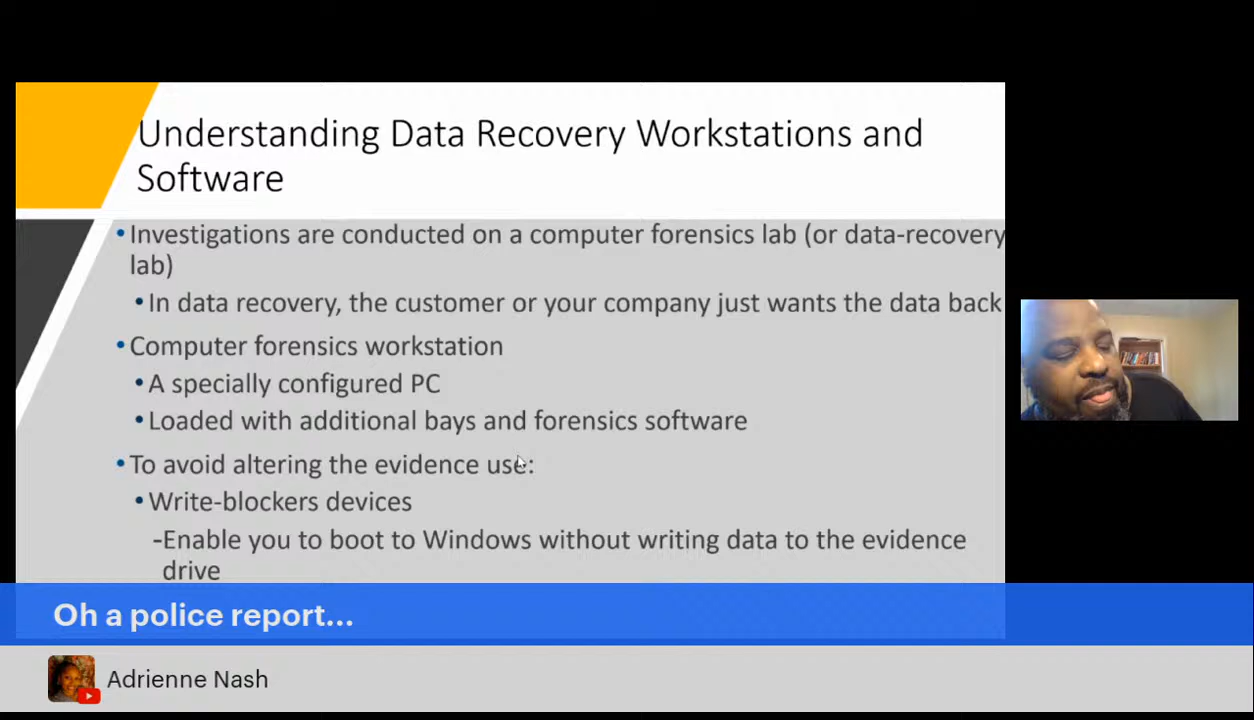 Understanding Data Recovery Workstations and
Software
•Investigations are conducted on a computer forensics lab (or data-recovery
lab)
•In data recovery, the customer or your company just wants the data back
•Computer forensics workstation
•A specially configured PC
•Loaded with additional bays and forensics software
•To avoid altering the evidence use:
•Write-blockers devices
-Enable you to boot to Windows without writing data to the evidence
drive
Oh a police report...
Adrienne Nash